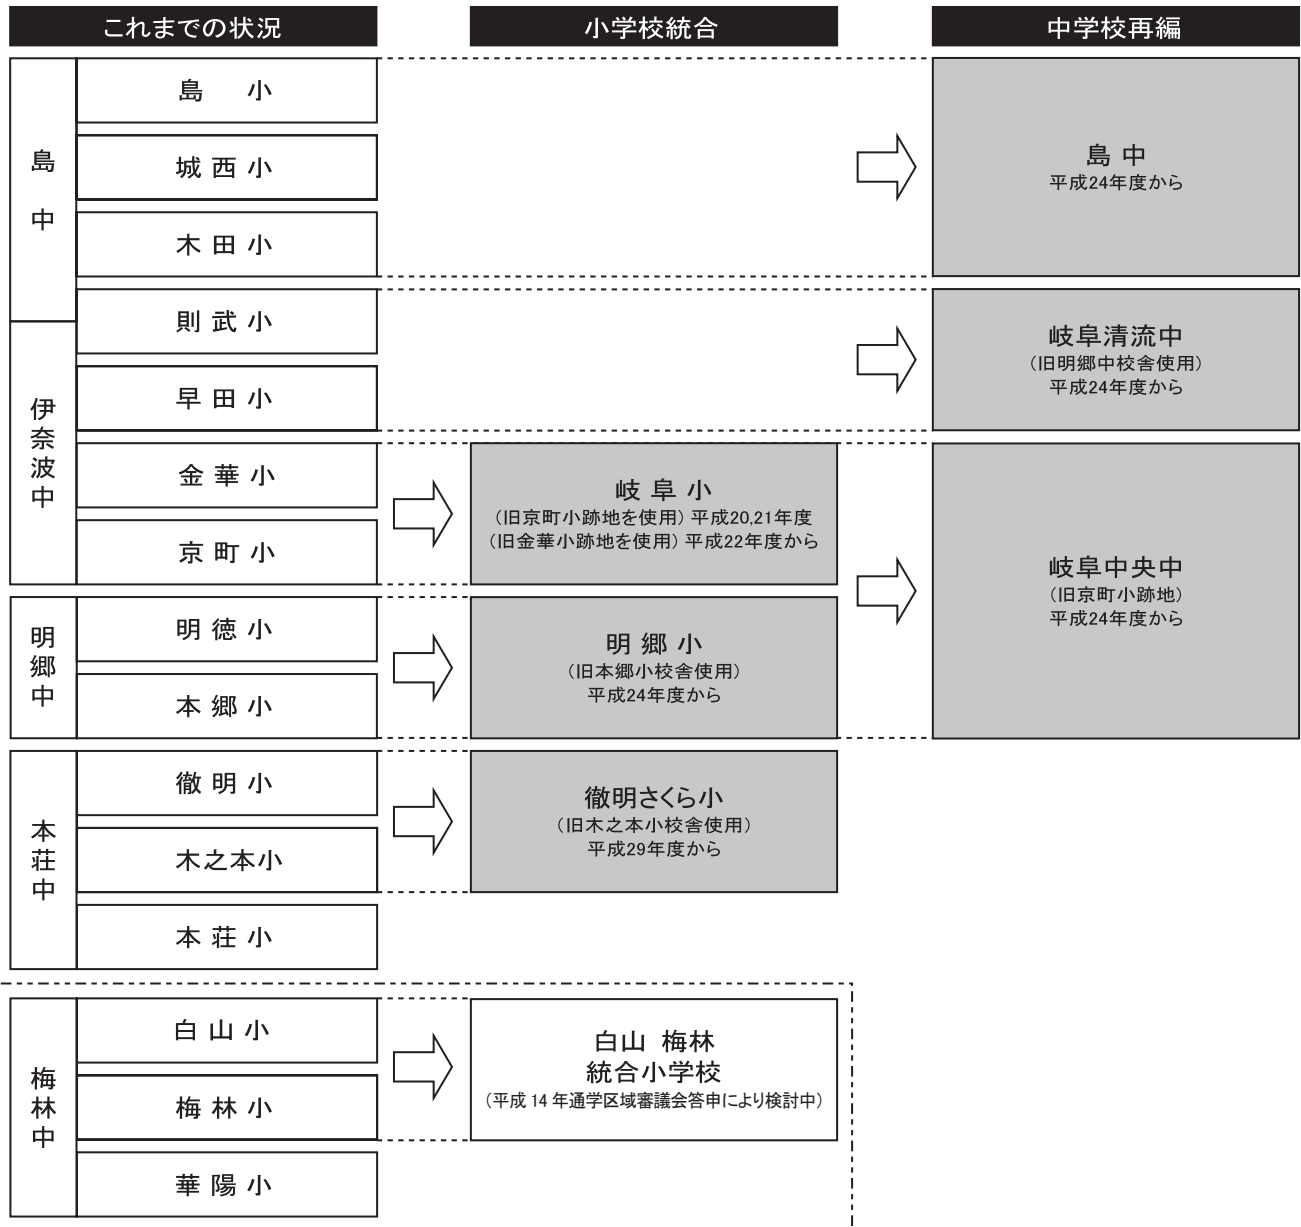 これまでの状況
小学校統合
中学校再編
島中
島 小
城西小
木田小
則武小
島中
平成24年度から
伊奈波中
早田小
金華小
京町小
岐阜清流中
(旧明郷中校舎使用)
平成24年度から
岐阜小
(旧京町小跡地を使用) 平成20,21年度
(旧金華小跡地を使用) 平成22年度から
明郷中
明徳小
本郷小
明郷小
(旧本郷小校舎使用)
平成24年度から
岐阜中央中
(旧京町小跡地)
平成24年度から
本荘中
徹明小
木之本小
本荘小
徹明さくら小
(旧木之本小校舎使用)
平成29年度から
梅林中
白山小
梅林小
華陽小
白山 梅林
統合小学校
(平成14年通学区域審議会答申により検討中)